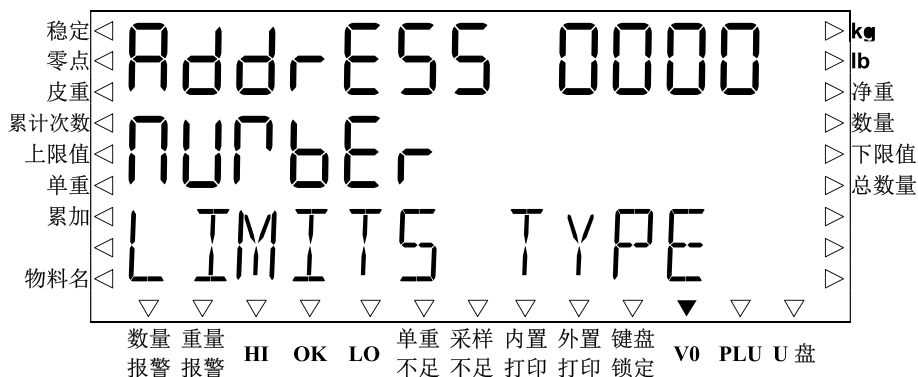 稳定 AddrESS 0000 kg
零点 lb
皮重 净重
累计次数 数量
上限值 nUMbEr 下限值
单重 总数量
累加
LIMITS TYPE
物料名
数量报警 重量报警 HI OK LO 单重不足 采样不足 内置打印 外置打印 键盘锁定 V0 PLU U 盘